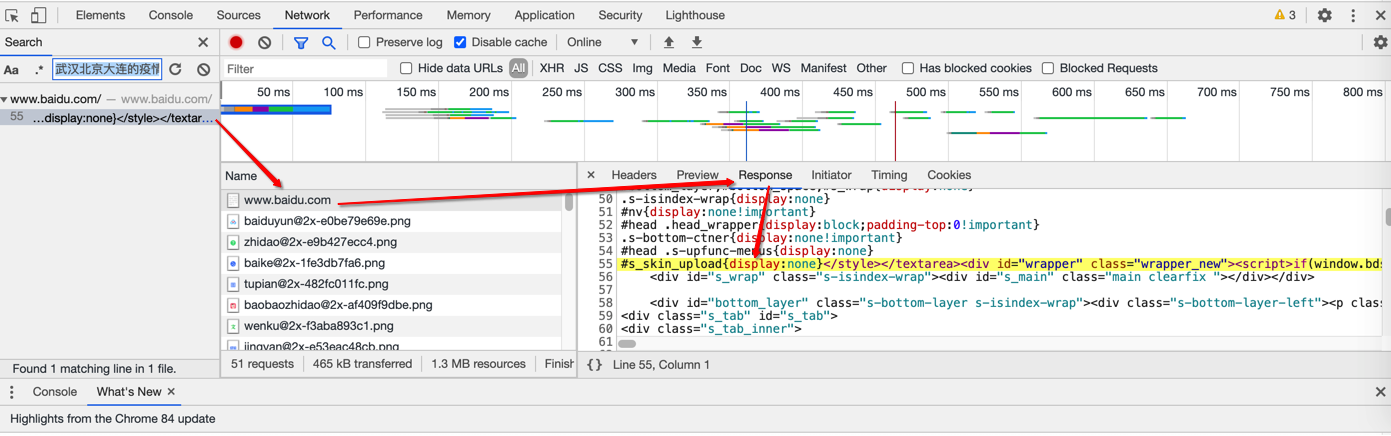 Elements Console Sources Network Performance Memory Application Security Lighthouse 3
Search
Preserve log Disable cache Online
Aa .* 武汉北京大连的疫情
Filter Hide data URLs All XHR JS CSS Img Media Font Doc WS Manifest Other Has blocked cookies Blocked Requests
www.baidu.com/ — www.baidu.com/
55 …display:none}</style></textar…
50 ms 100 ms 150 ms 200 ms 250 ms 300 ms 350 ms 400 ms 450 ms 500 ms 550 ms 600 ms 650 ms 700 ms 750 ms 800 ms
Name
www.baidu.com
baiduyun@2x-e0be79e69e.png
zhidao@2x-e9b427ecc4.png
baike@2x-1fe3db7fa6.png
tupian@2x-482fc011fc.png
baobaozhidao@2x-af409f9dbe.png
wenku@2x-f3aba893c1.png
jingyan@2x-e53eac48cb.png
51 requests 465 kB transferred 1.3 MB resources Finish
Headers Preview Response Initiator Timing Cookies
50 .s-isindex-wrap{display:none}
51 #nv{display:none!important}
52 #head .head_wrapper{display:block;padding-top:0!important}
53 .s-bottom-ctner{display:none!important}
54 #head .s-upfunc-menus{display:none}
55 #s_skin_upload{display:none}</style></textarea><div id="wrapper" class="wrapper_new"><script>if(window.bds
56 <div id="s_wrap" class="s-isindex-wrap"><div id="s_main" class="main clearfix "></div></div>
57
58 <div id="bottom_layer" class="s-bottom-layer s-isindex-wrap"><div class="s-bottom-layer-left"><p class
59 <div class="s_tab" id="s_tab">
60 <div class="s_tab_inner">
61
{} Line 55, Column 1
Found 1 matching line in 1 file.
Console What's New
Highlights from the Chrome 84 update